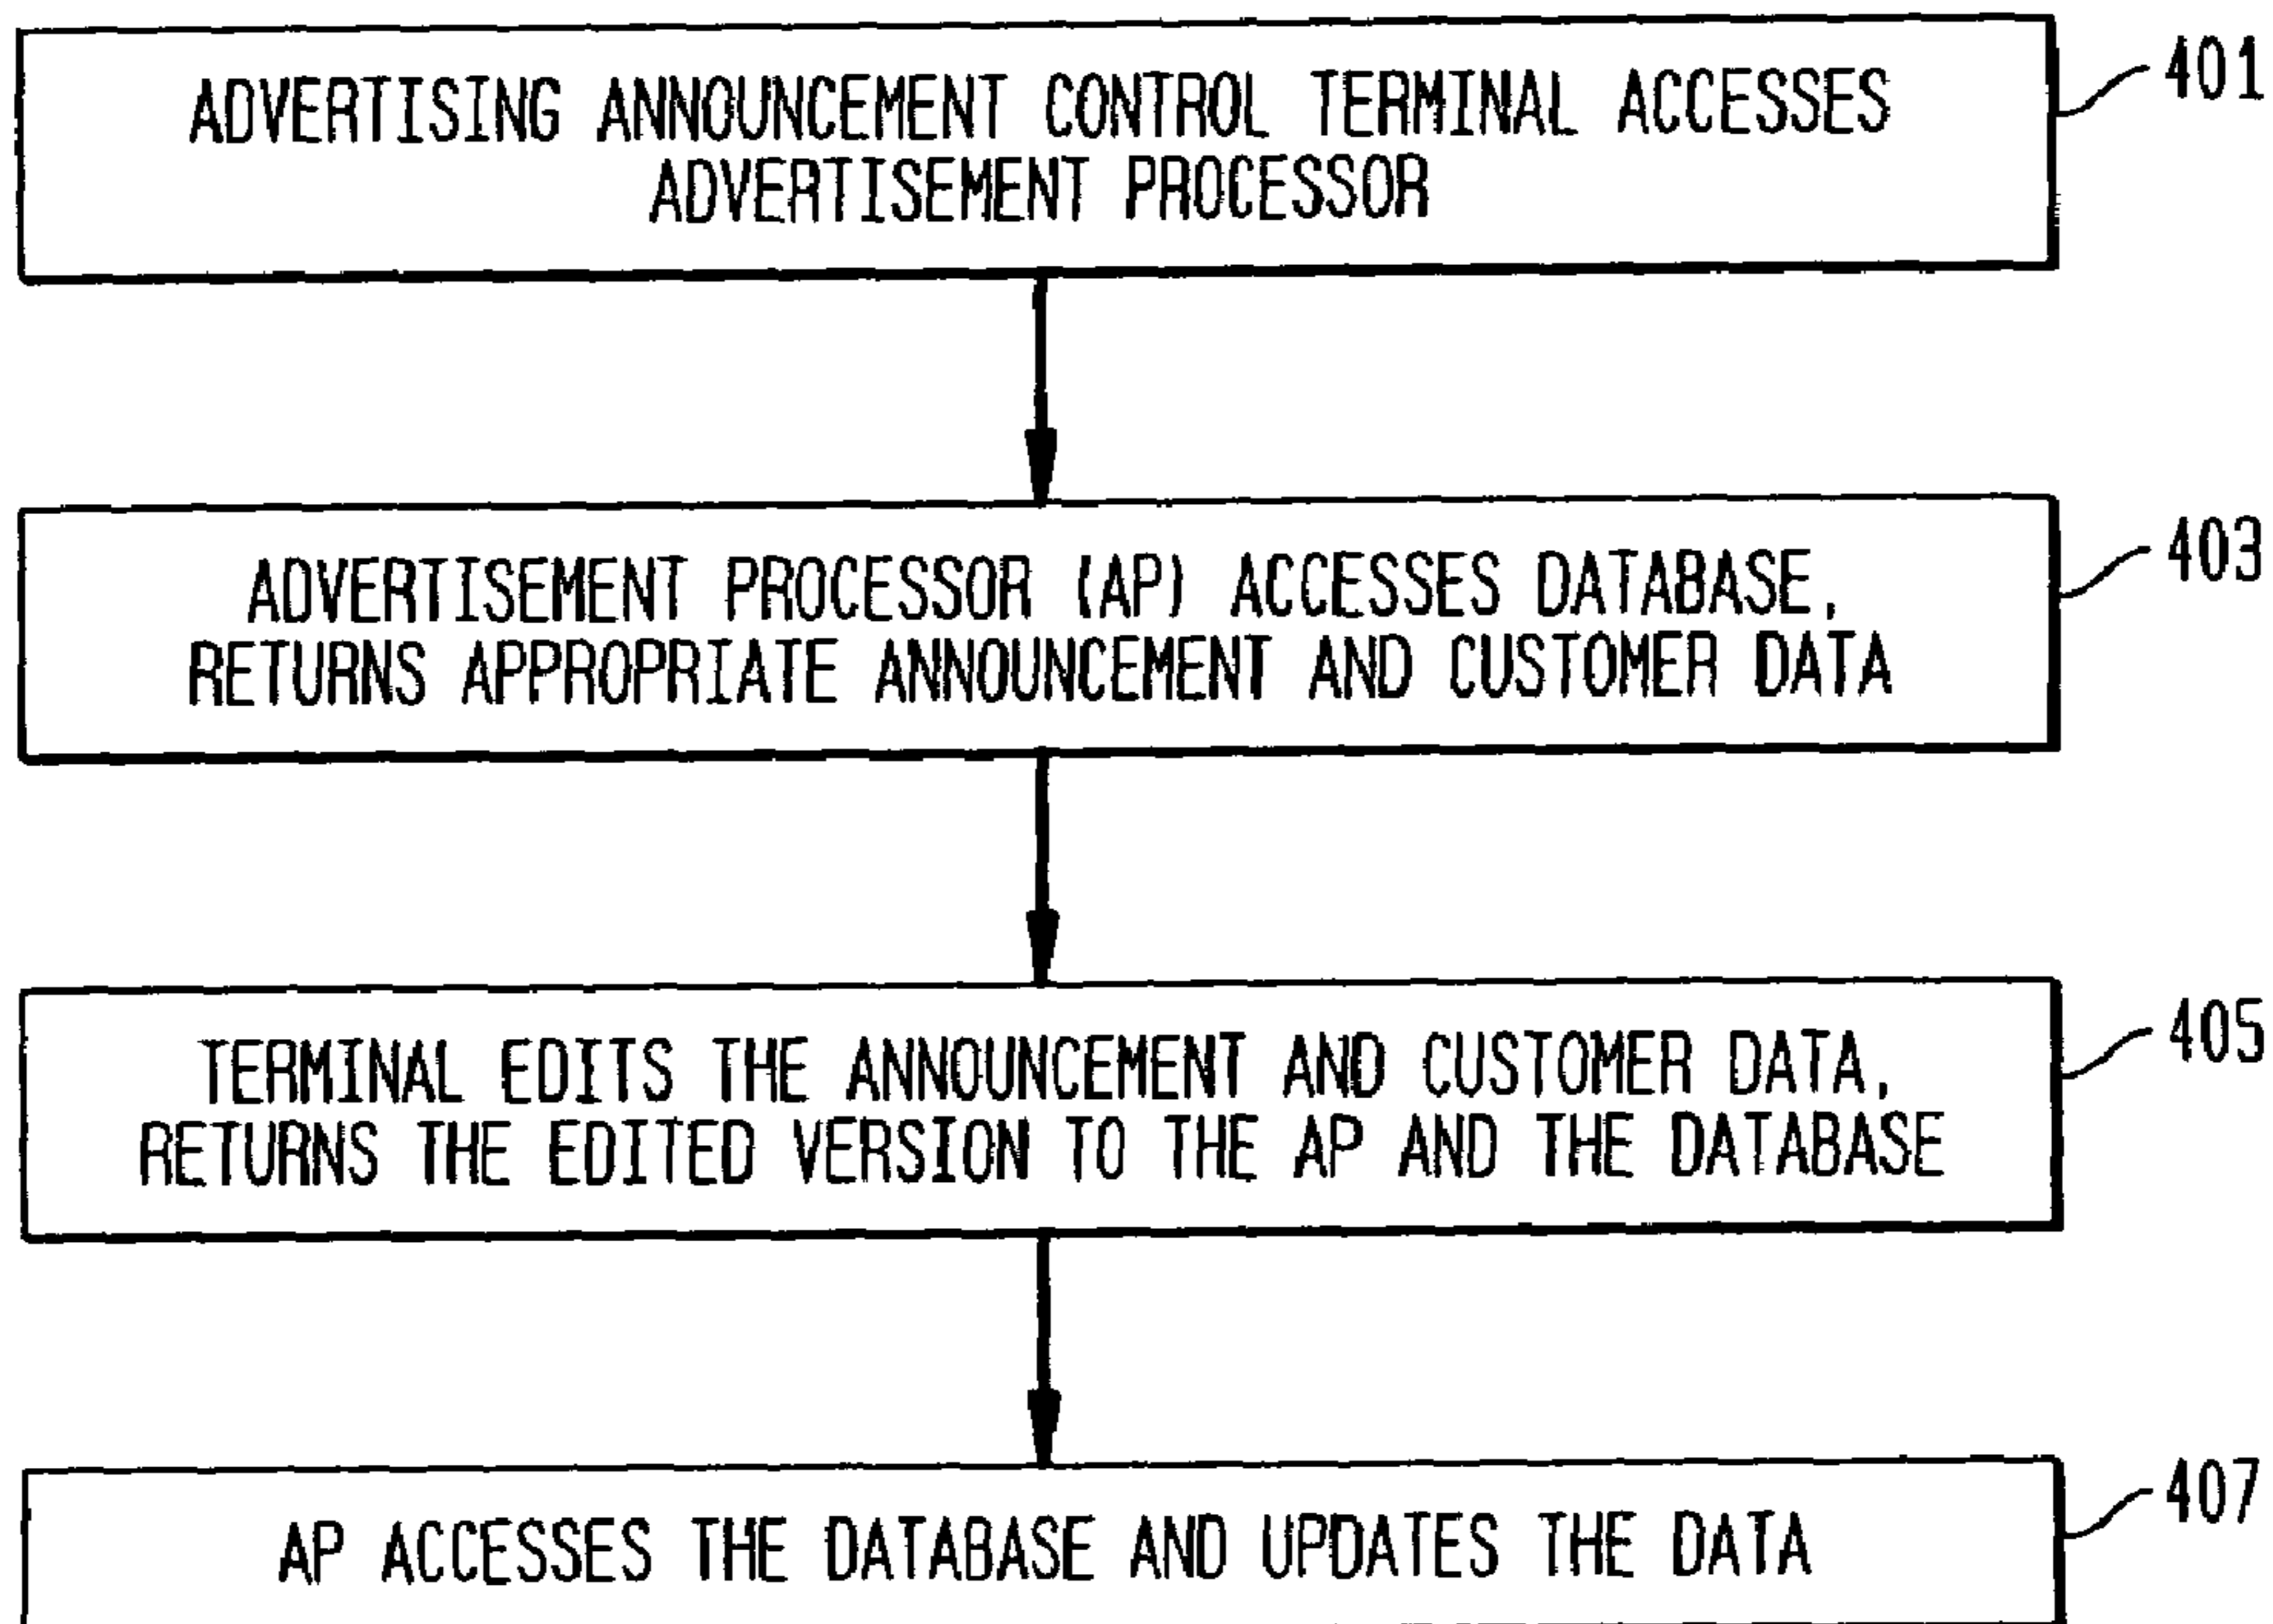 ADVERTISING ANNOUNCEMENT CONTROL TERMINAL ACCESSES
ADVERTISEMENT PROCESSOR
401
ADVERTISEMENT PROCESSOR (AP) ACCESSES DATABASE,
RETURNS APPROPRIATE ANNOUNCEMENT AND CUSTOMER DATA
403
TERMINAL EDITS THE ANNOUNCEMENT AND CUSTOMER DATA,
RETURNS THE EDITED VERSION TO THE AP AND THE DATABASE
405
AP ACCESSES THE DATABASE AND UPDATES THE DATA
407